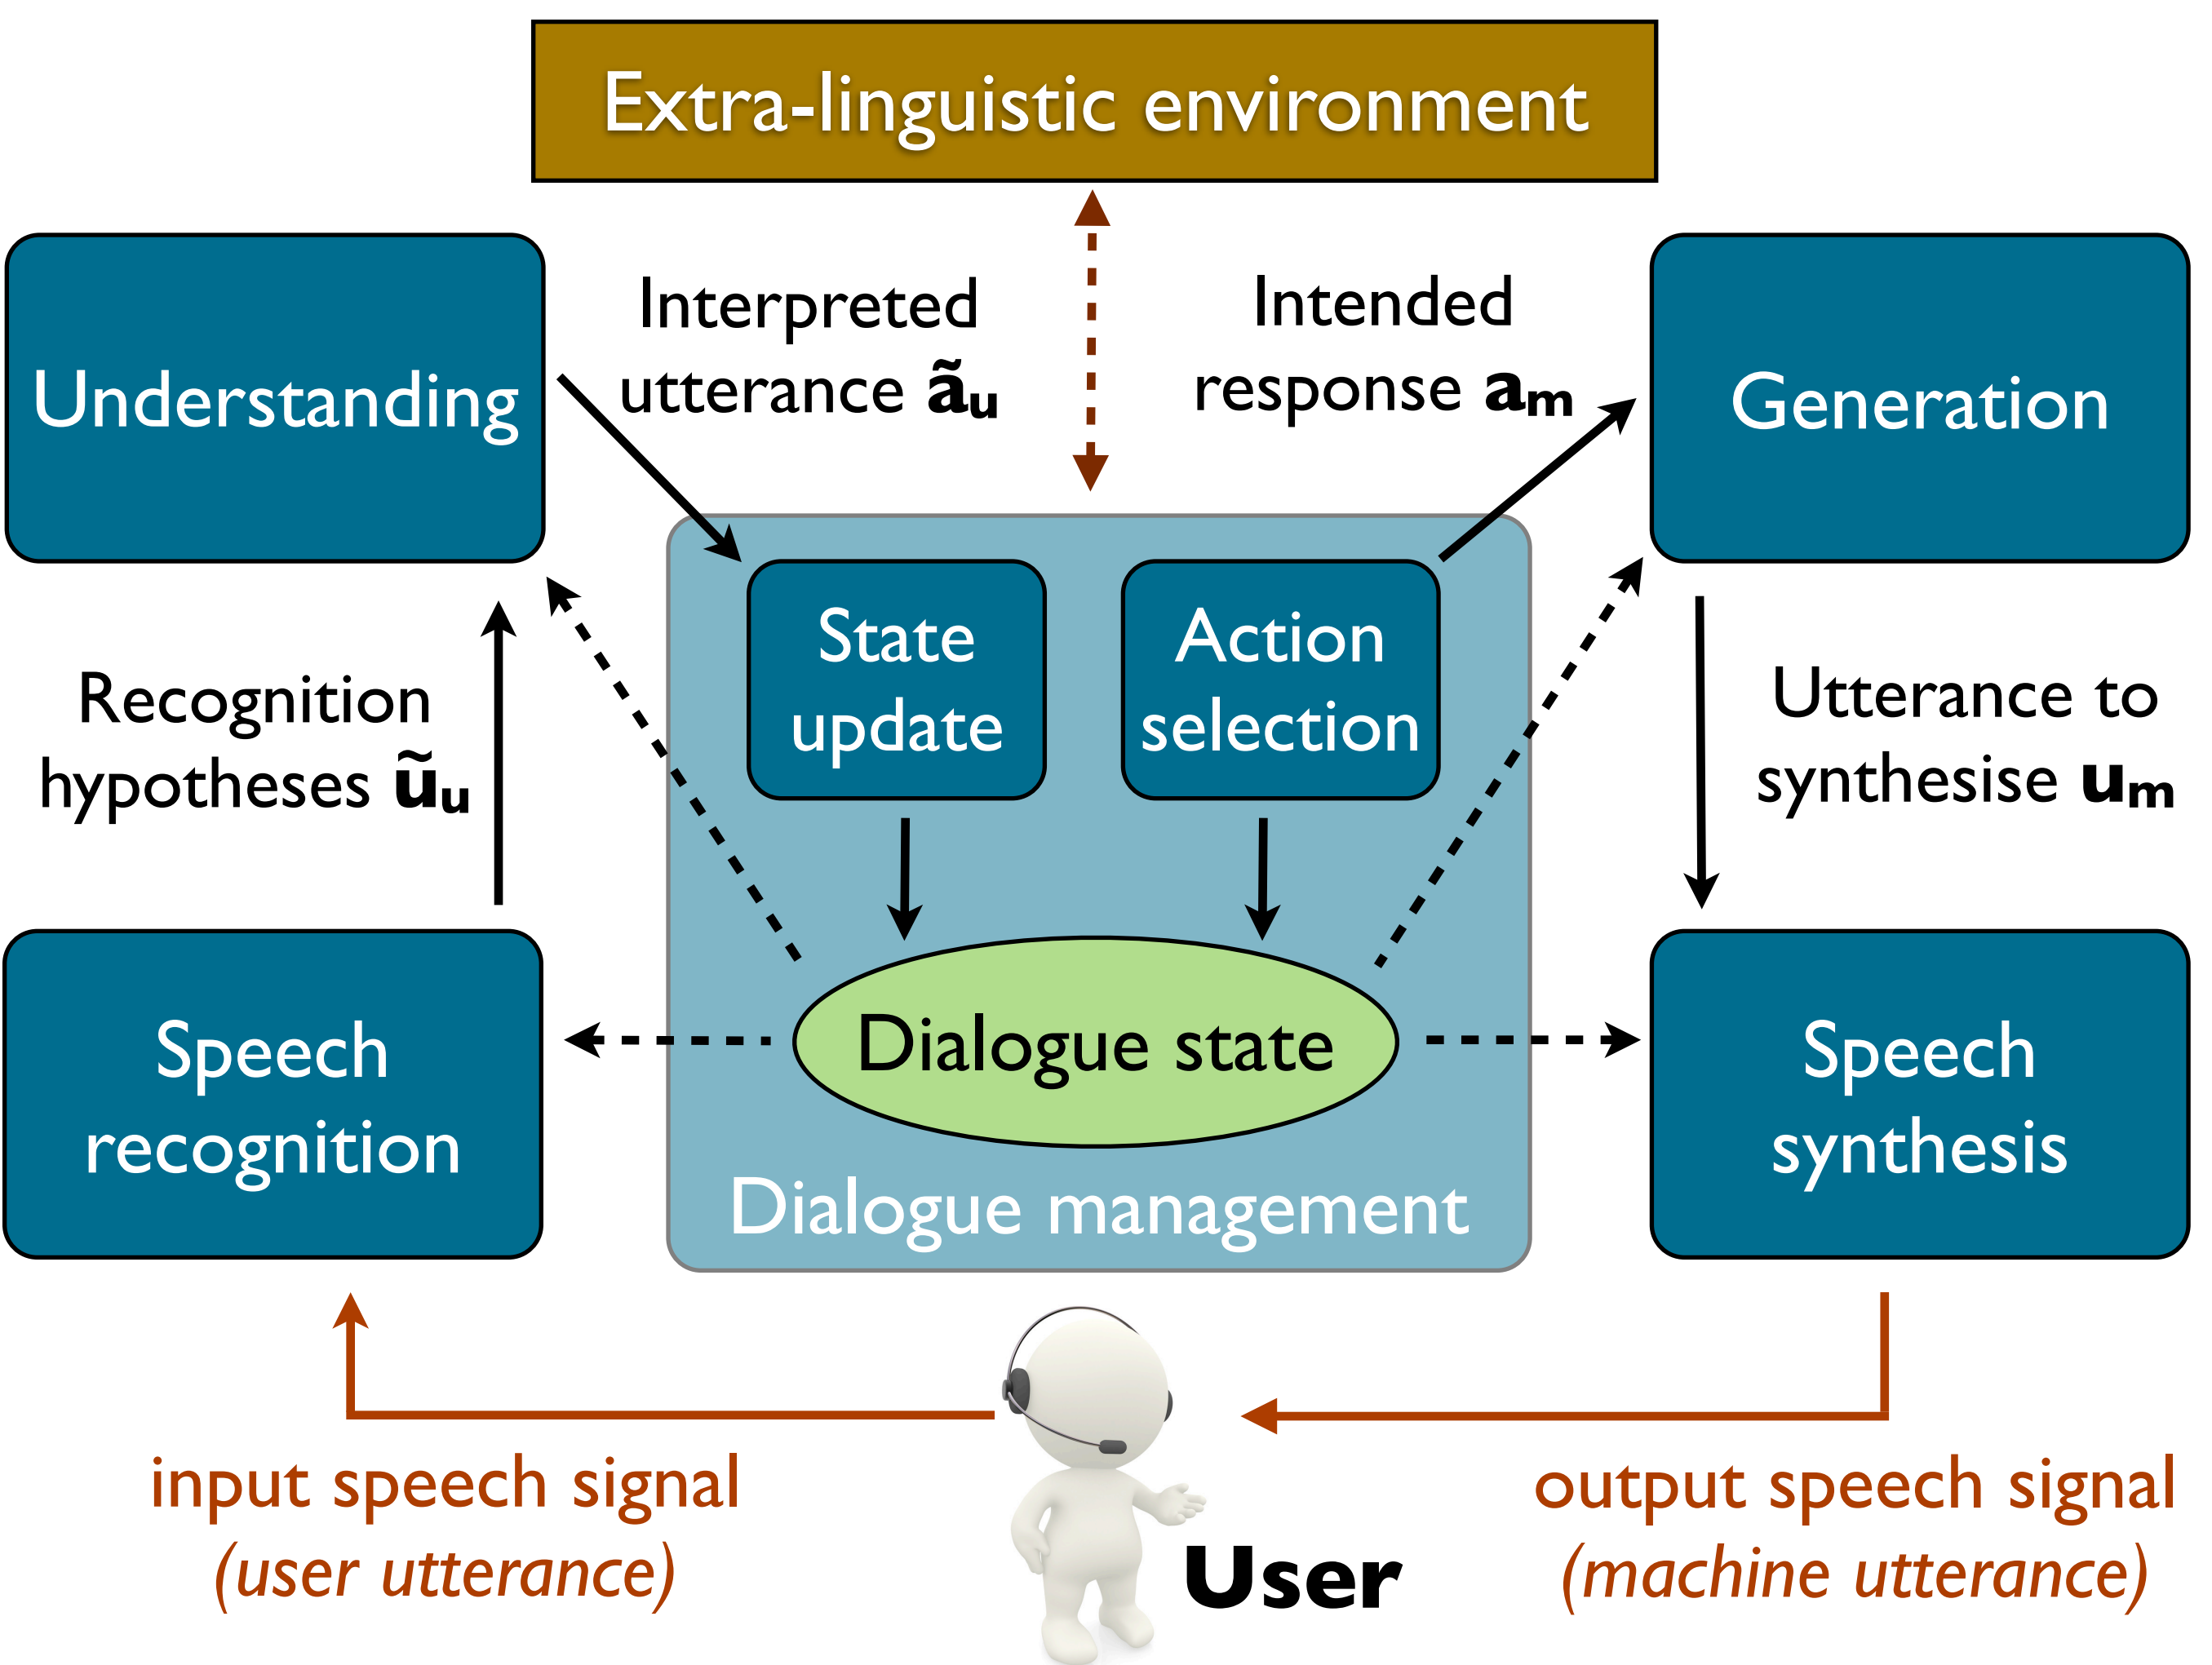 Extra-linguistic environment
Understanding
Interpreted
utterance ãu
Intended
response am
Generation
State
update
Action
selection
Recognition
hypotheses ũu
Utterance to
synthesise um
Speech
recognition
Dialogue state
Dialogue management
Speech
synthesis
input speech signal
(user utterance)
User
output speech signal
(machine utterance)